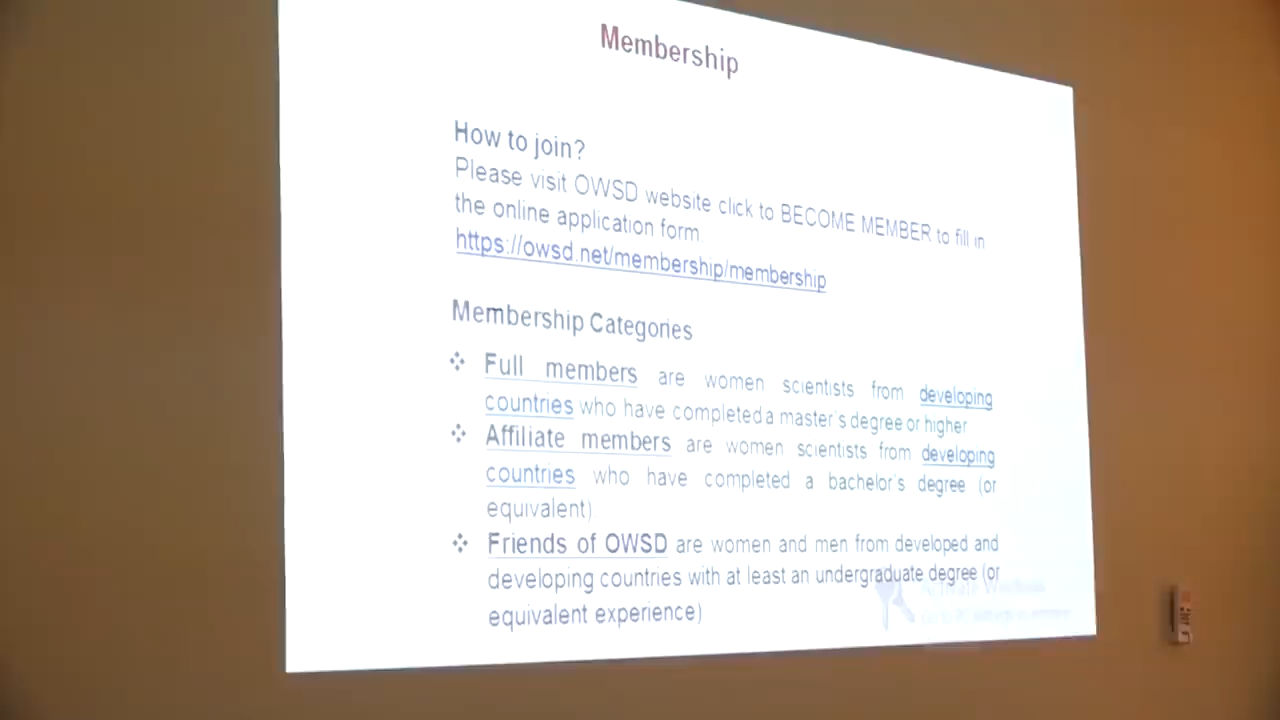 Membership
How to join?
Please visit OWSD website click to BECOME MEMBER to fill in
the online application form
https://owsd.net/membership/membership
Membership Categories
❖ Full members are women scientists from developing
countries who have completed a master's degree or higher
❖ Affiliate members are women scientists from developing
countries who have completed a bachelor's degree (or
equivalent)
❖ Friends of OWSD are women and men from developed and
developing countries with at least an undergraduate degree (or
equivalent experience)
Activate Windows